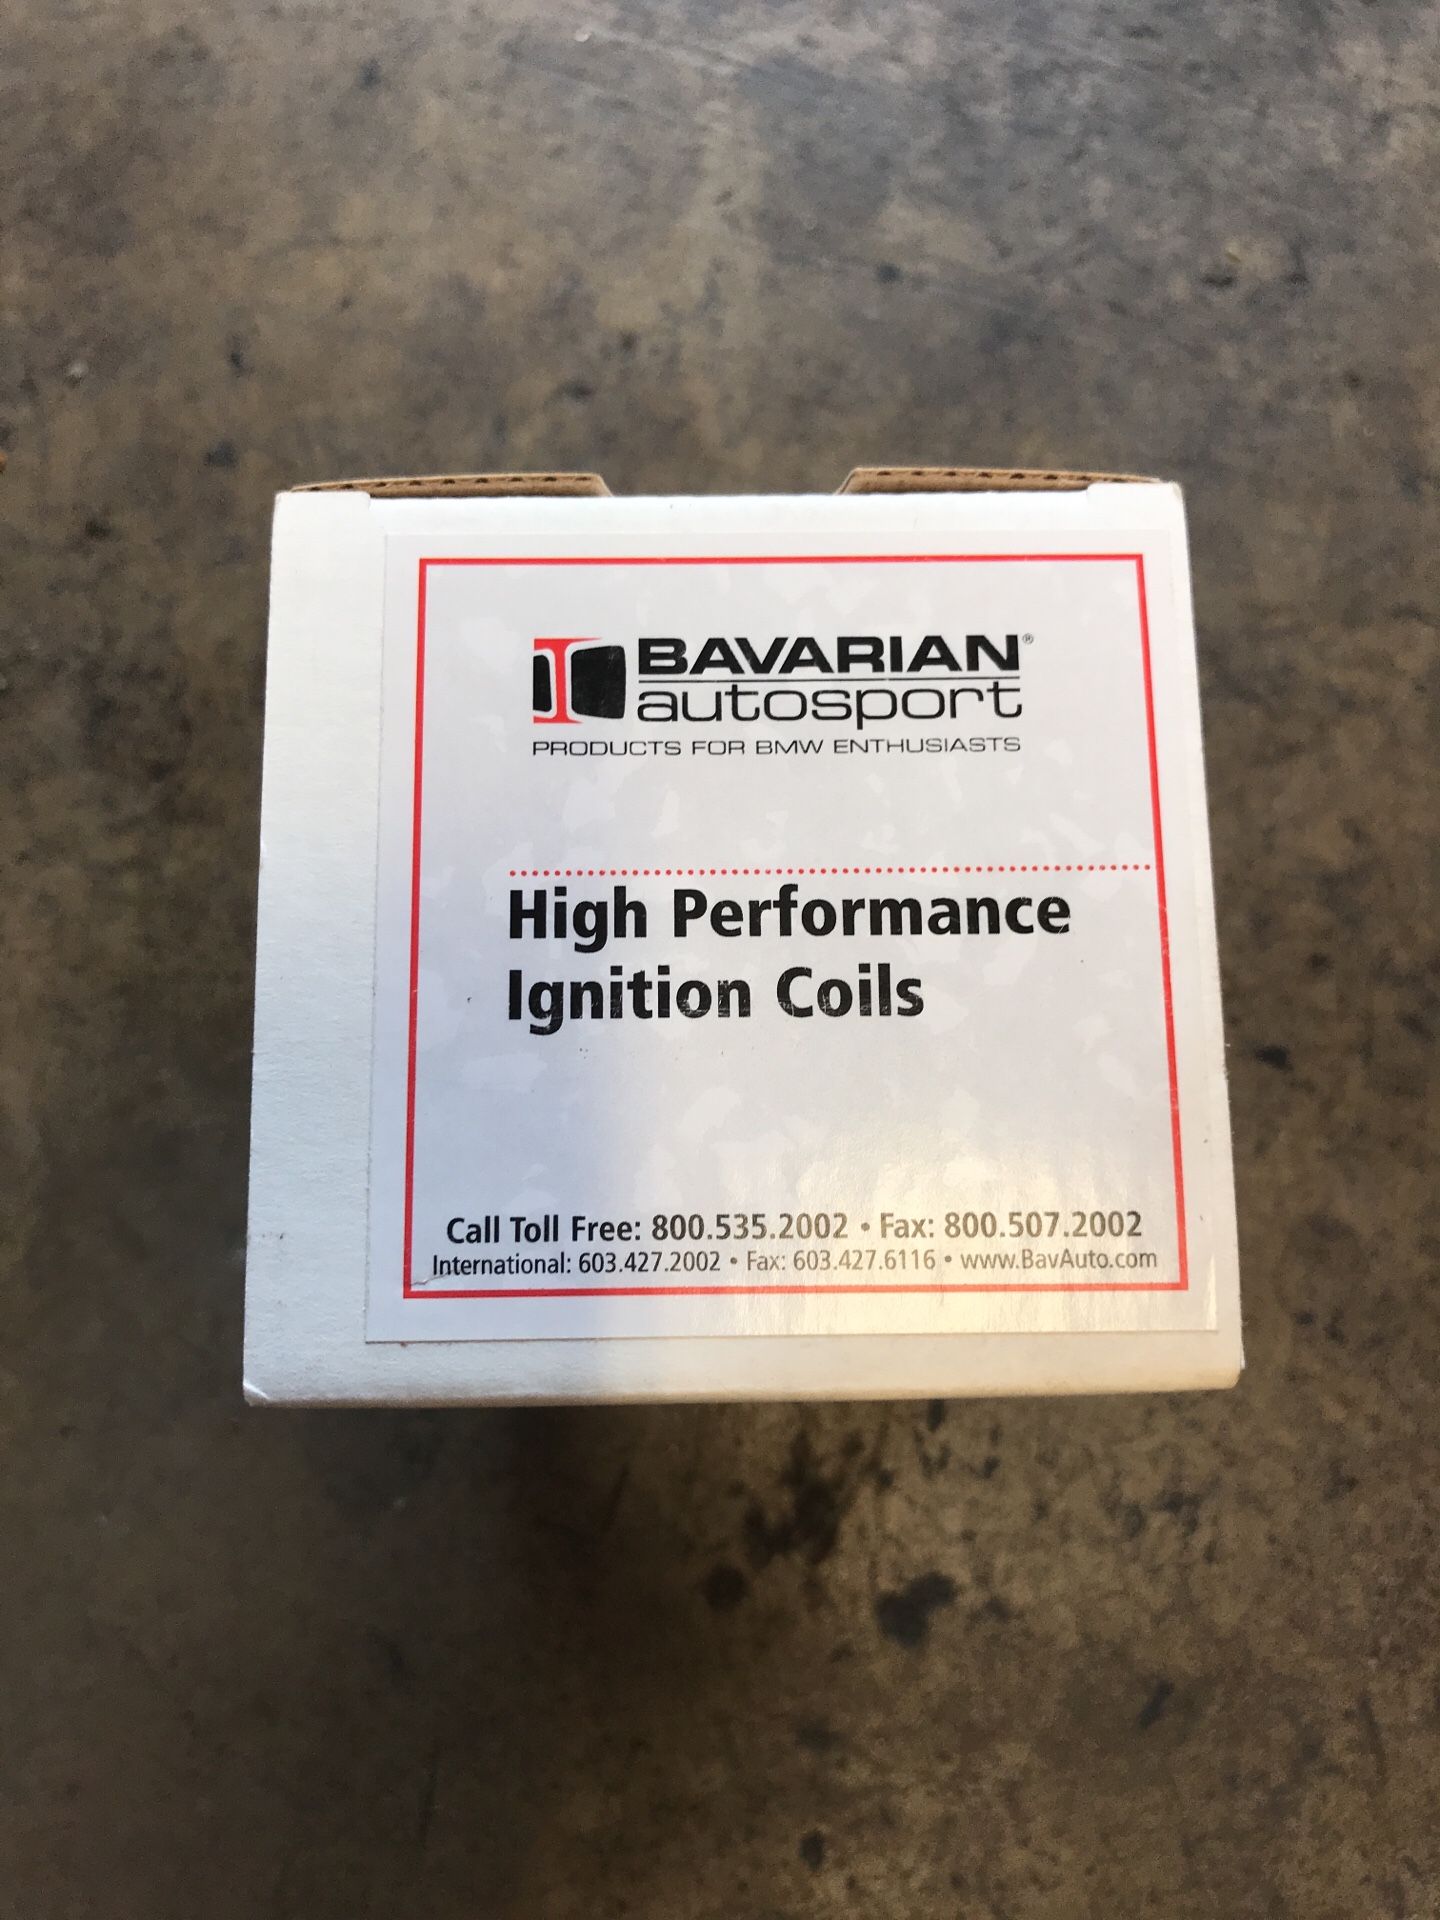 BAVARIAN®
autosport
PRODUCTS FOR BMW ENTHUSIASTS
High Performance
Ignition Coils
Call Toll Free: 800.535.2002 • Fax: 800.507.2002
International: 603.427.2002 • Fax: 603.427.6116 • www.BavAuto.com